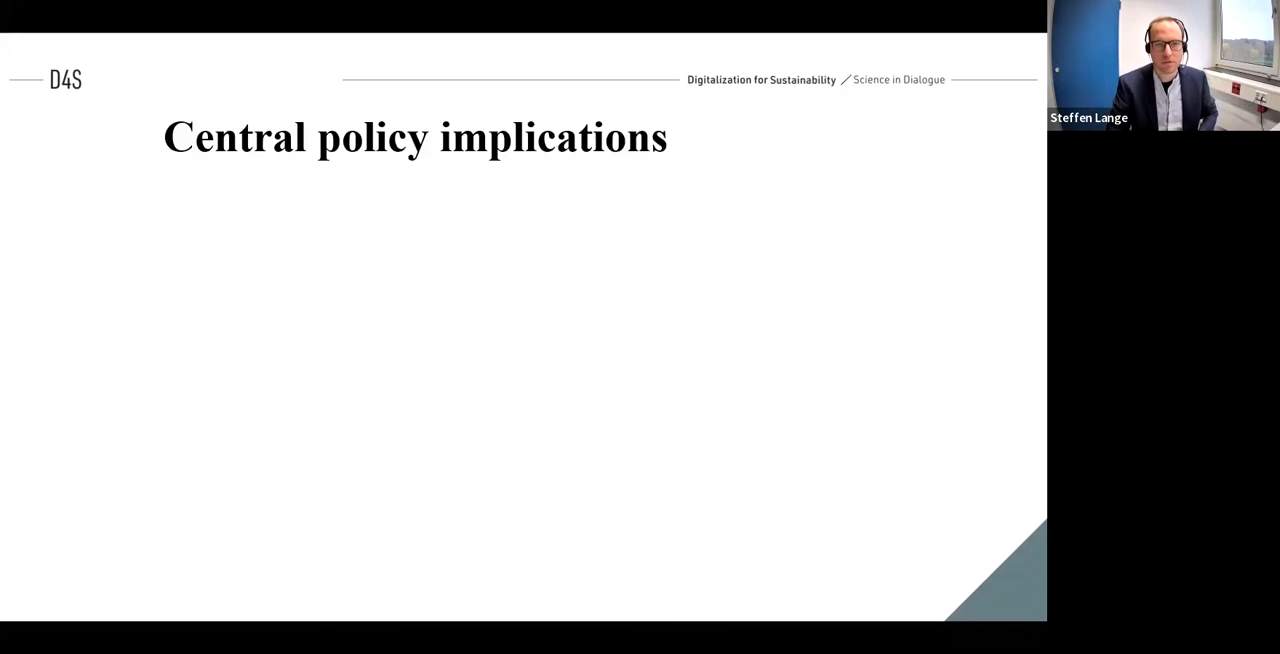 D4S
Digitalization for Sustainability / Science in Dialogue
Steffen Lange
Central policy implications